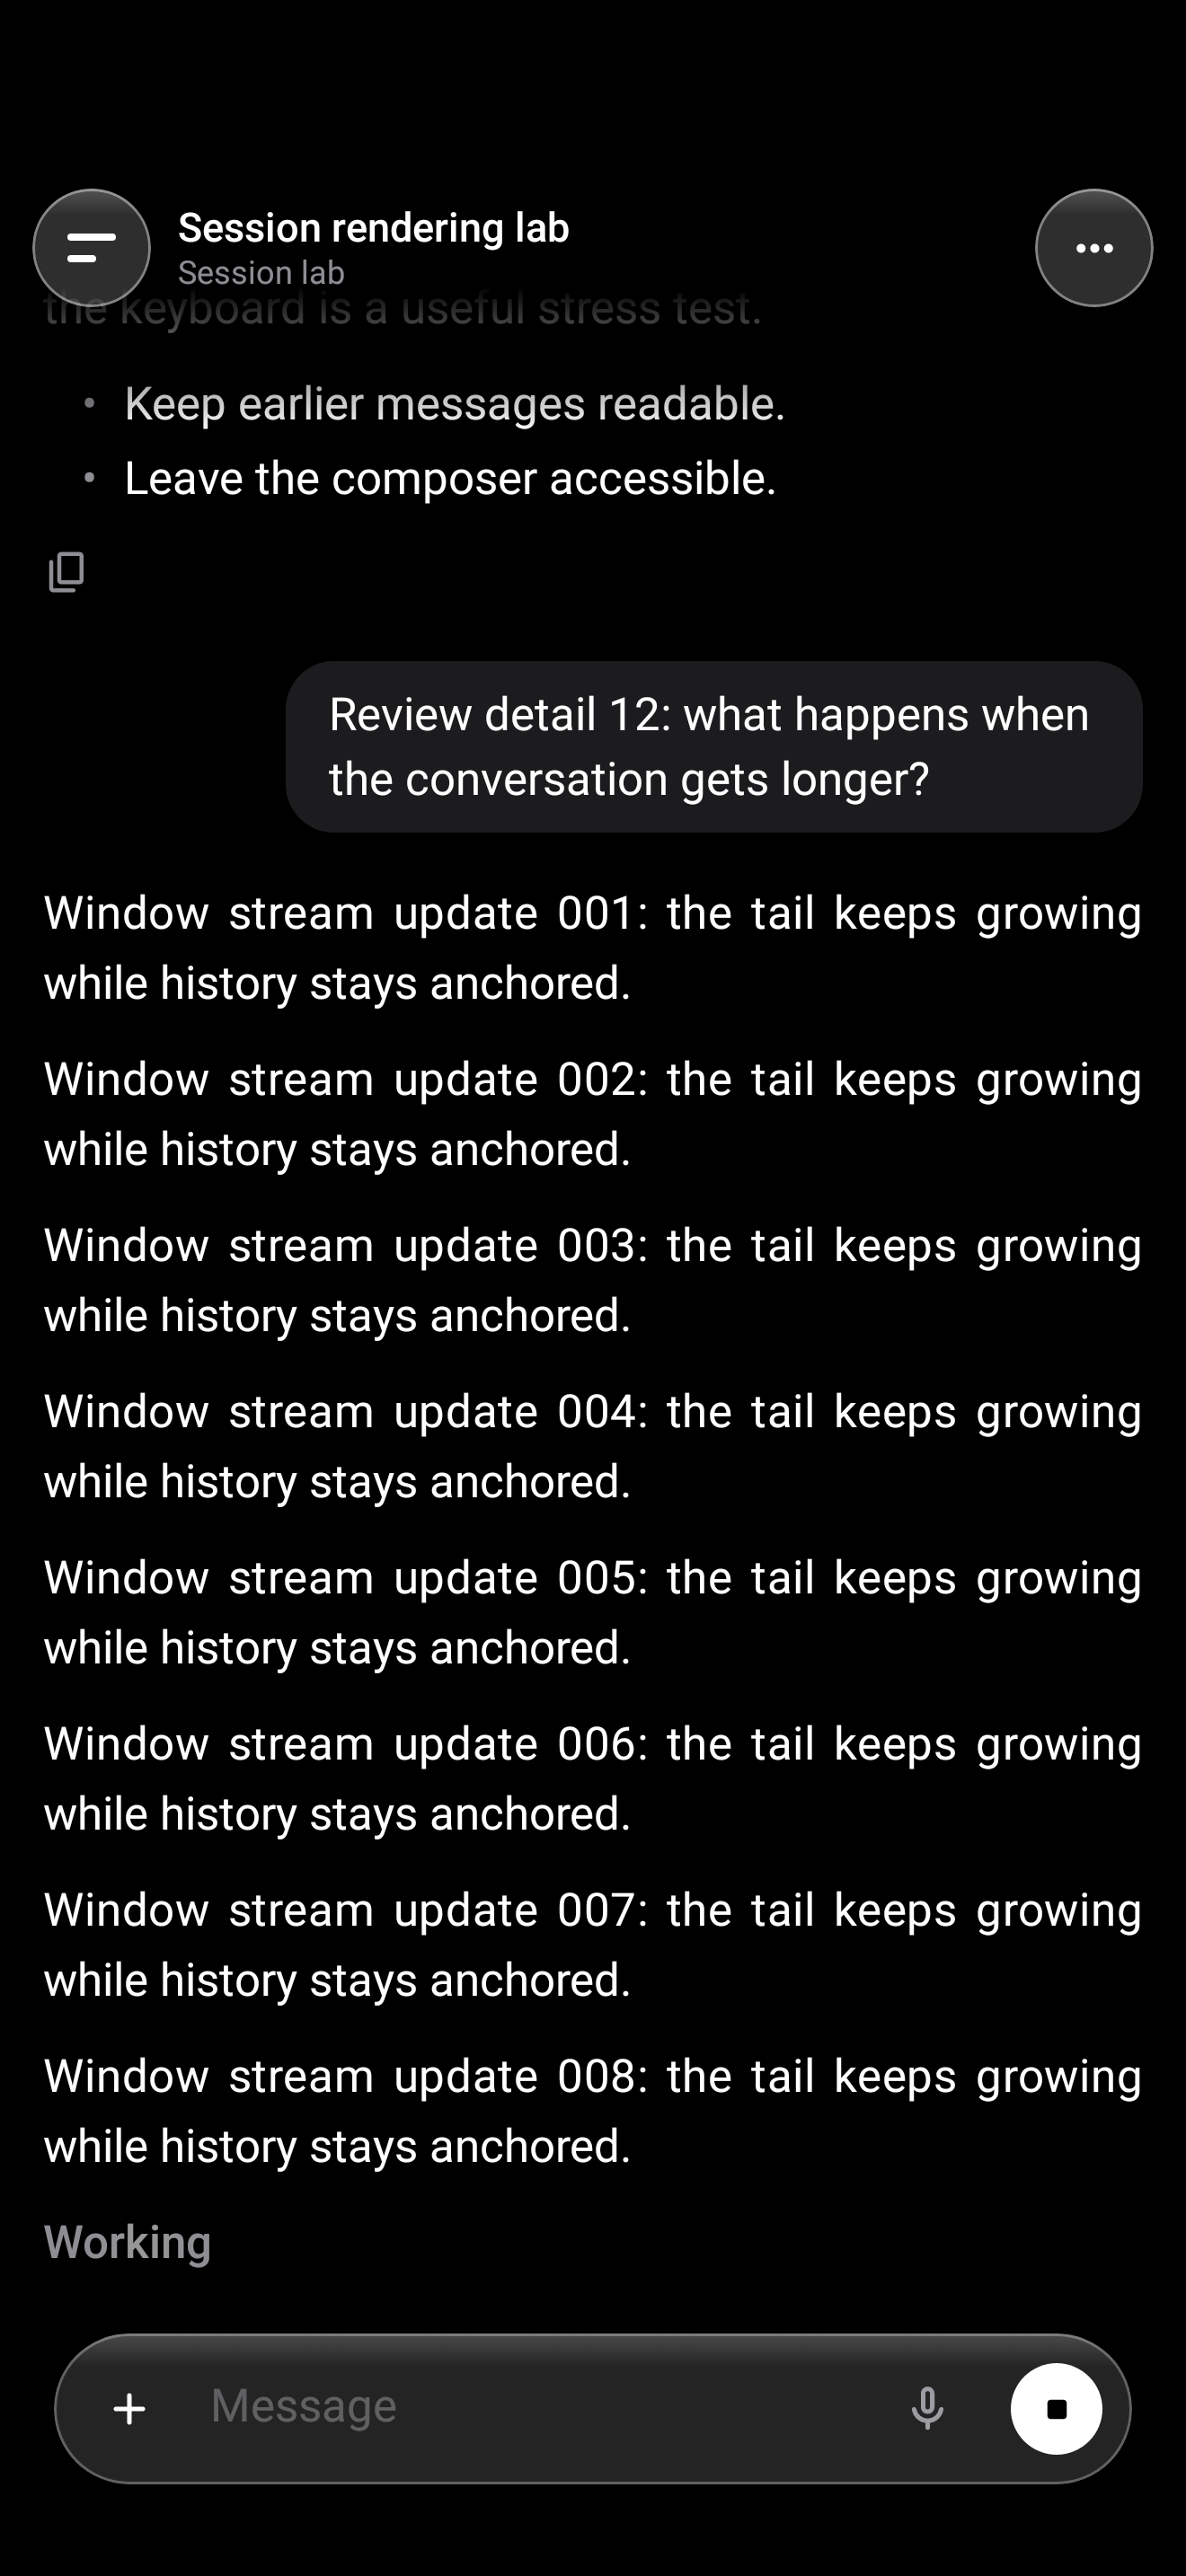 Session rendering lab
Session lab
the keyboard is a useful stress test.
• Keep earlier messages readable.
• Leave the composer accessible.
Review detail 12: what happens when
the conversation gets longer?
Window stream update 001: the tail keeps growing
while history stays anchored.
Window stream update 002: the tail keeps growing
while history stays anchored.
Window stream update 003: the tail keeps growing
while history stays anchored.
Window stream update 004: the tail keeps growing
while history stays anchored.
Window stream update 005: the tail keeps growing
while history stays anchored.
Window stream update 006: the tail keeps growing
while history stays anchored.
Window stream update 007: the tail keeps growing
while history stays anchored.
Window stream update 008: the tail keeps growing
while history stays anchored.
Working
Message